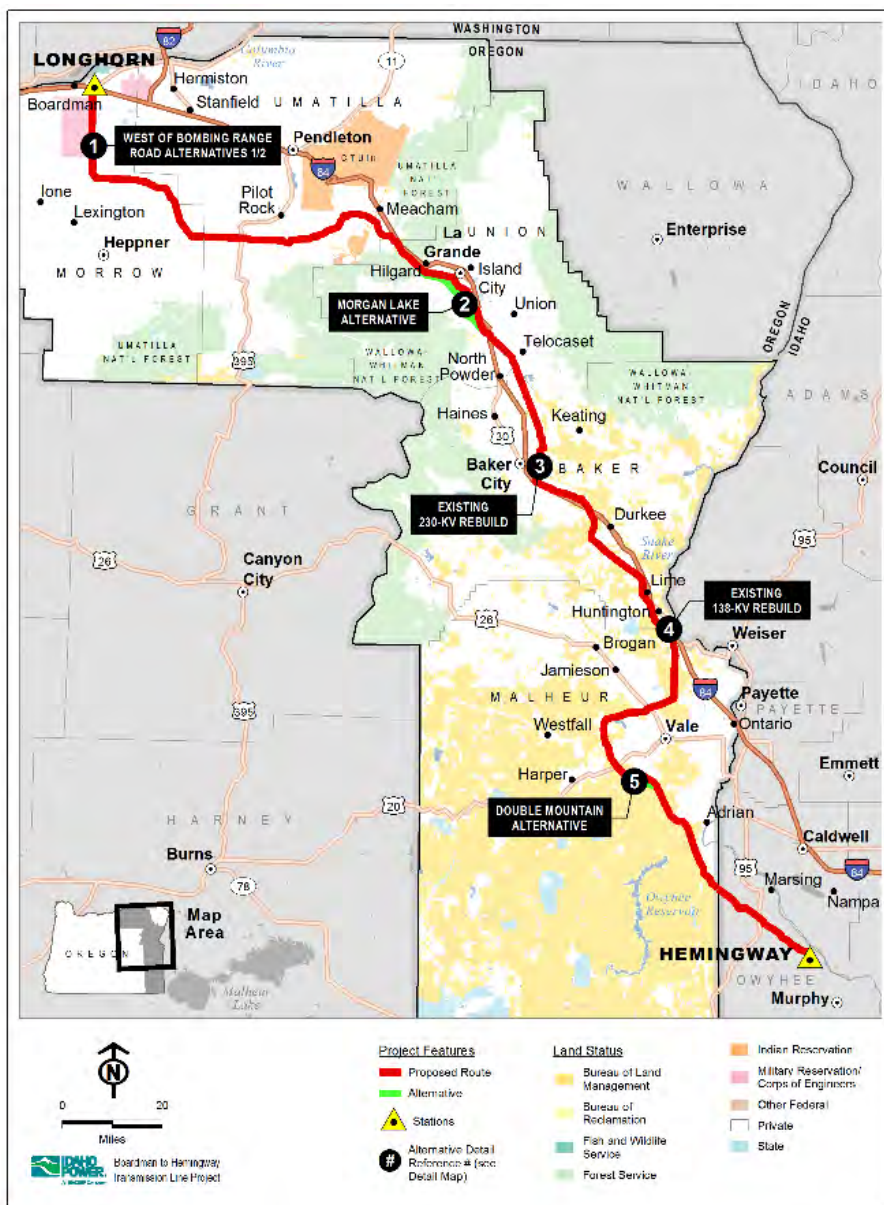 WASHINGTON
OREGON
82
LONGHORN
Columbia
River
11
IDAHO
Hermiston
Boardman
Stanfield
UMATILLA
1
WEST OF BOMBING RANGE
ROAD ALTERNATIVES 1/2
Pendleton
CTUIR
84
UMATILLA
NAT'L
FOREST
WALLOWA
Ione
Lexington
Pilot
Rock
Meacham
Heppner
La
Grande
UNION
Enterprise
MORROW
Hilgard
Island
City
2
MORGAN LAKE
ALTERNATIVE
Union
OREGON
IDAHO
UMATILLA
NAT'L FOREST
395
WALLOWA-
WHITMAN
NAT'L FOREST
Telocaset
North
Powder
WALLOWA-
WHITMAN
NAT'L FOREST
ADAMS
Haines
30
Keating
Baker
City
3
BAKER
Council
EXISTING
230-KV REBUILD
GRANT
Durkee
Snake
River
95
26
Canyon
City
Lime
EXISTING
138-KV REBUILD
Huntington
4
26
Brogan
Weiser
Jamieson
84
Payette
MALHEUR
PAYETTE
395
Westfall
Vale
Ontario
Harper
5
Emmett
DOUBLE MOUNTAIN
ALTERNATIVE
Adrian
20
HARNEY
Caldwell
Burns
95
84
78
Marsing
Owyhee
Reservoir
Nampa
Map
Area
OREGON
HEMINGWAY
OWYHEE
Malheur
Lake
Murphy
N
0 20
Miles
IDAHO
POWER
Boardman to Hemingway
Transmission Line Project
Project Features
Proposed Route
Alternative
Stations
# Alternative Detail
Reference # (see
Detail Map)
Land Status
Bureau of Land
Management
Bureau of
Reclamation
Fish and Wildlife
Service
Forest Service
Indian Reservation
Military Reservation/
Corps of Engineers
Other Federal
Private
State